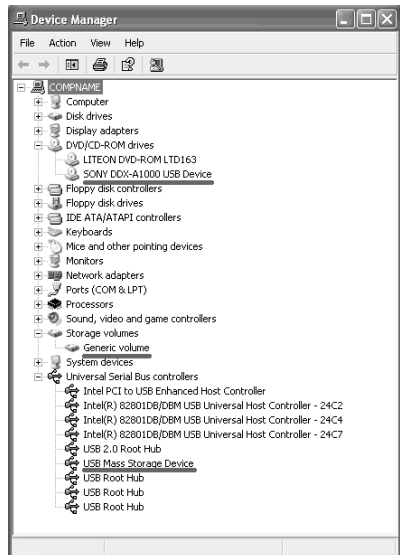 Device Manager
File Action View Help
COMPNAME
Computer
Disk drives
Display adapters
DVD/CD-ROM drives
LITEON DVD-ROM LTD163
SONY DDX-A1000 USB Device
Floppy disk controllers
Floppy disk drives
IDE ATA/ATAPI controllers
Keyboards
Mice and other pointing devices
Monitors
Network adapters
Ports (COM & LPT)
Processors
Sound, video and game controllers
Storage volumes
Generic volume
System devices
Universal Serial Bus controllers
Intel PCI to USB Enhanced Host Controller
Intel(R) 82801DB/DBM USB Universal Host Controller - 24C2
Intel(R) 82801DB/DBM USB Universal Host Controller - 24C4
Intel(R) 82801DB/DBM USB Universal Host Controller - 24C7
USB 2.0 Root Hub
USB Mass Storage Device
USB Root Hub
USB Root Hub
USB Root Hub